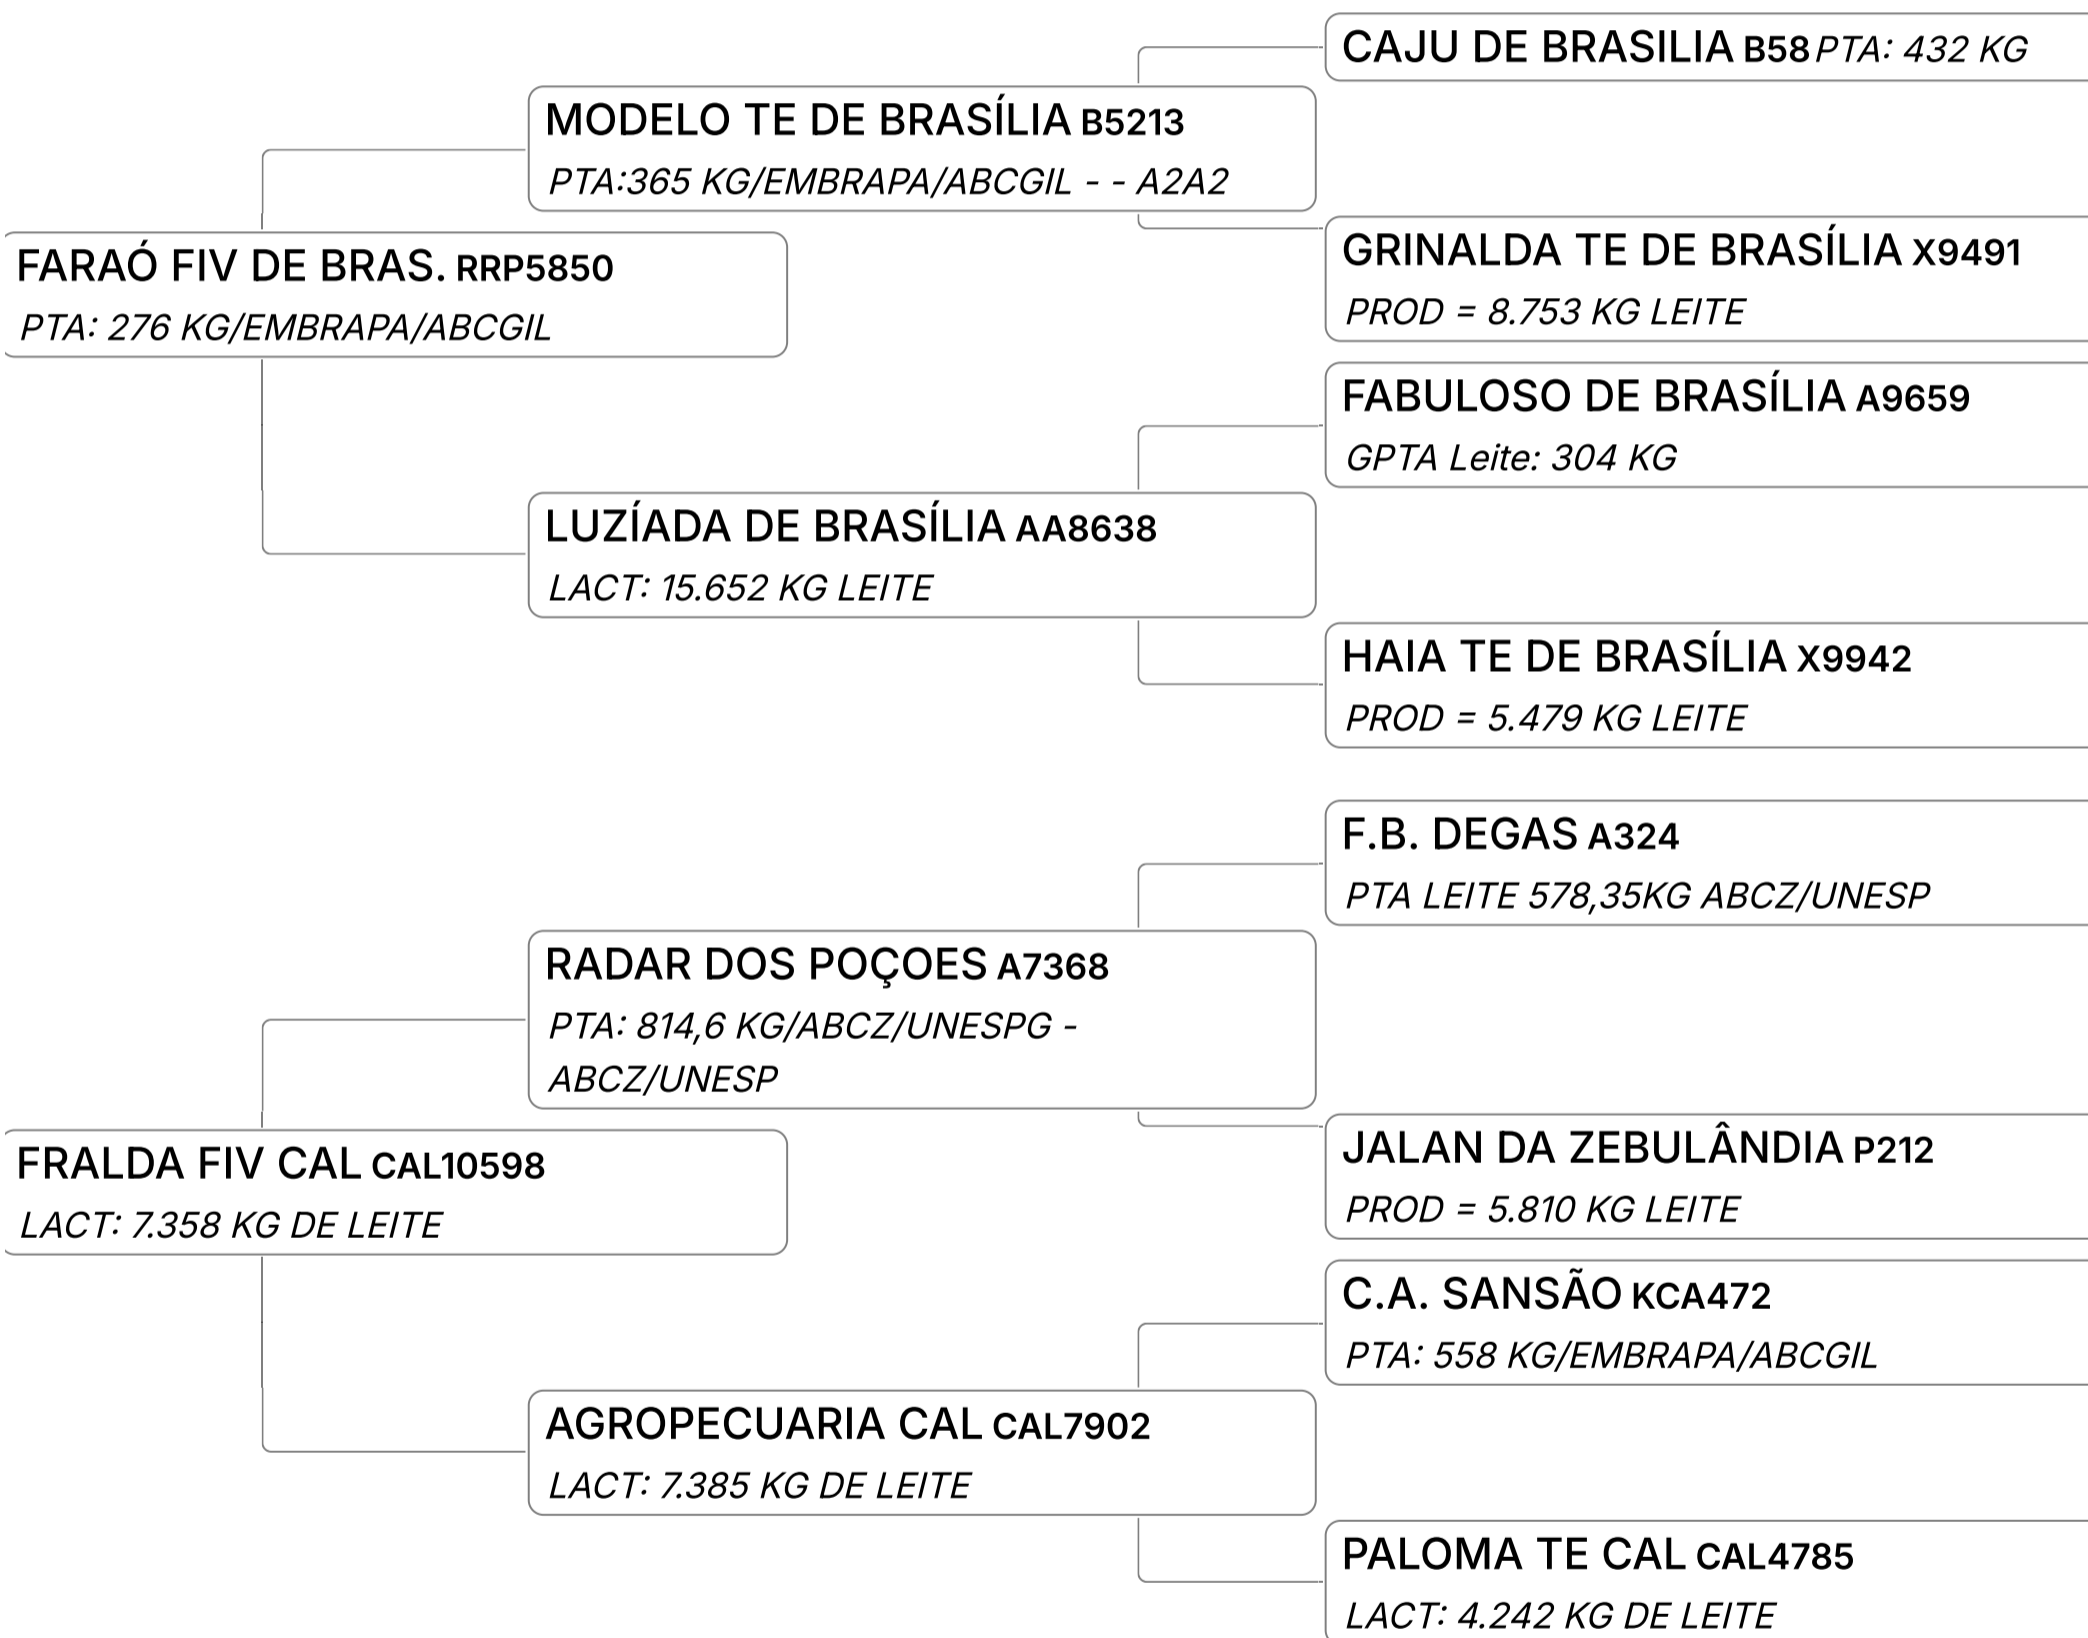 CAJU DE BRASILIA B58 PTA: 432 KG
MODELO TE DE BRASÍLIA B5213
PTA:365 KG/EMBRAPA/ABCGIL - - A2A2
GRINALDA TE DE BRASÍLIA X9491
PROD = 8.753 KG LEITE
FARAÓ FIV DE BRAS. RRP5850
PTA: 276 KG/EMBRAPA/ABCGIL
FABULOSO DE BRASÍLIA A9659
GPTA Leite: 304 KG
LUZÍADA DE BRASÍLIA AA8638
LACT: 15.652 KG LEITE
HAIA TE DE BRASÍLIA X9942
PROD = 5.479 KG LEITE
F.B. DEGAS A324
PTA LEITE 578,35KG ABCZ/UNESP
RADAR DOS POÇOES A7368
PTA: 814,6 KG/ABCZ/UNESPG -
ABCZ/UNESP
JALAN DA ZEBULÂNDIA P212
PROD = 5.810 KG LEITE
FRALDA FIV CAL CAL10598
LACT: 7.358 KG DE LEITE
C.A. SANSÃO KCA472
PTA: 558 KG/EMBRAPA/ABCGIL
AGROPECUARIA CAL CAL7902
LACT: 7.385 KG DE LEITE
PALOMA TE CAL CAL4785
LACT: 4.242 KG DE LEITE